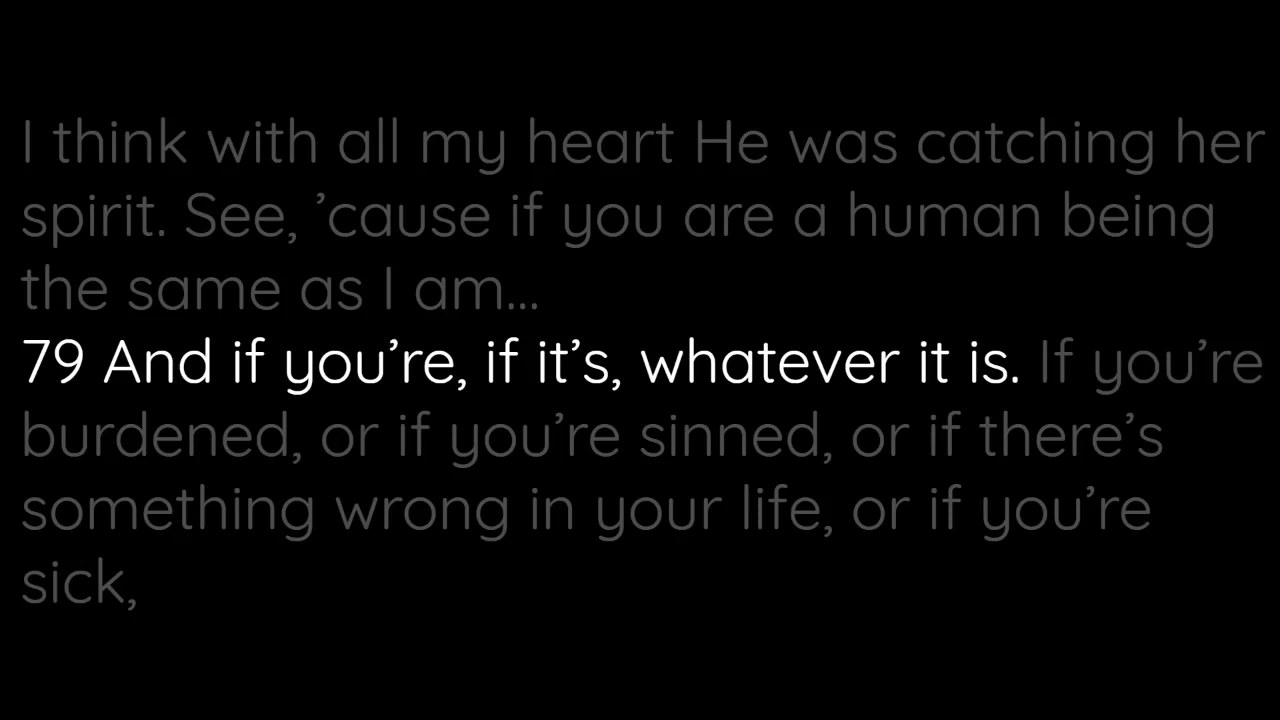 I think with all my heart He was catching her
spirit. See, ’cause if you are a human being
the same as I am...
79 And if you’re, if it’s, whatever it is. If you’re
burdened, or if you’re sinned, or if there’s
something wrong in your life, or if you’re
sick,